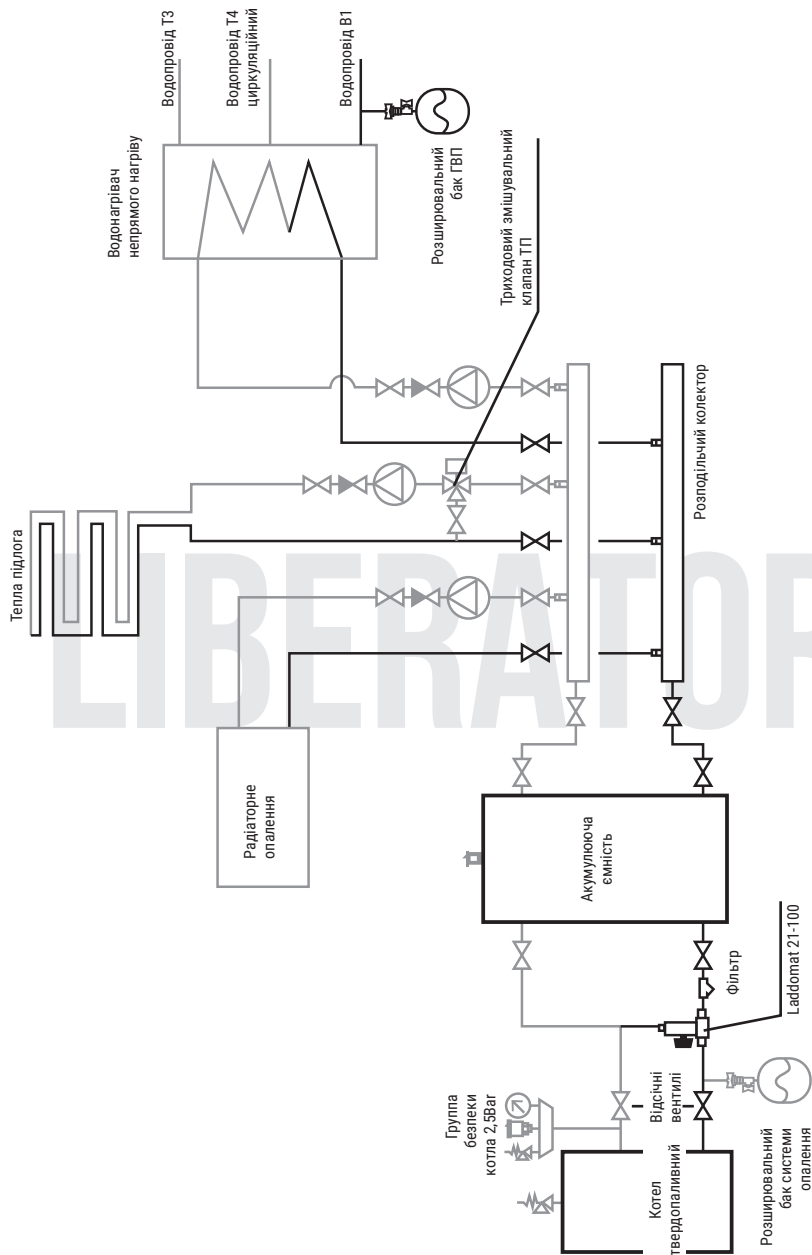 Водопровід Т3
Водопровід Т4
циркуляційний
Водопровід В1
Водонагрівач
непрямого нагріву
Розширювальний
бак ГВП
Триходовий змішувальний
клапан ТП
Тепла підлога
Розподільчий колектор
LIBERATOR
Радіаторне
опалення
Акумулююча
ємність
Фільтр
Laddomat 21-100
Группа
безпеки
котла 2,5Bar
Відсічні
вентилі
Котел
твердопаливний
Розширювальний
бак системи
опалення